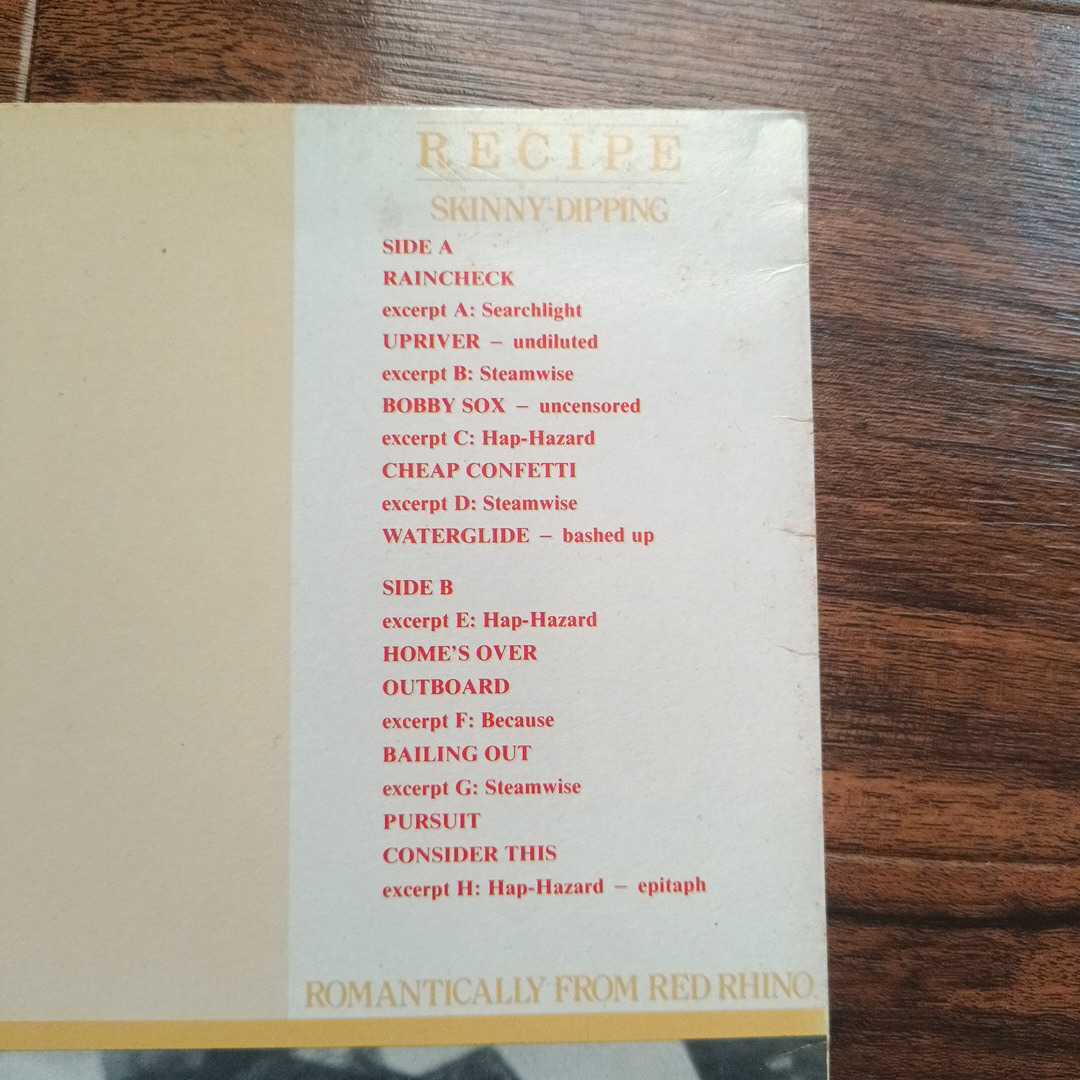 RECIPE
SKINNY-DIPPING
SIDE A
RAINCHECK
excerpt A: Searchlight
UPRIVER – undiluted
excerpt B: Steamwise
BOBBY SOX – uncensored
excerpt C: Hap-Hazard
CHEAP CONFETTI
excerpt D: Steamwise
WATERGLIDE – bashed up
SIDE B
excerpt E: Hap-Hazard
HOME'S OVER
OUTBOARD
excerpt F: Because
BAILING OUT
excerpt G: Steamwise
PURSUIT
CONSIDER THIS
excerpt H: Hap-Hazard – epitaph
ROMANTICALLY FROM RED RHINO